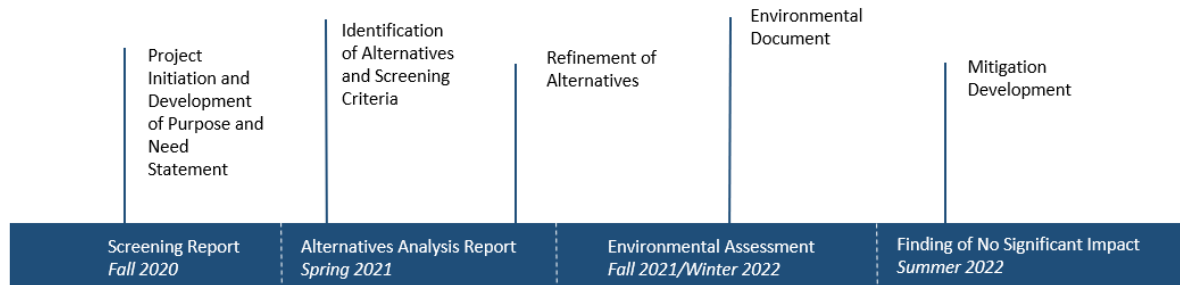 Project
Initiation and
Development
of Purpose and
Need
Statement
Identification
of Alternatives
and Screening
Criteria
Refinement of
Alternatives
Environmental
Document
Mitigation
Development
Screening Report
Fall 2020
Alternatives Analysis Report
Spring 2021
Environmental Assessment
Fall 2021/Winter 2022
Finding of No Significant Impact
Summer 2022